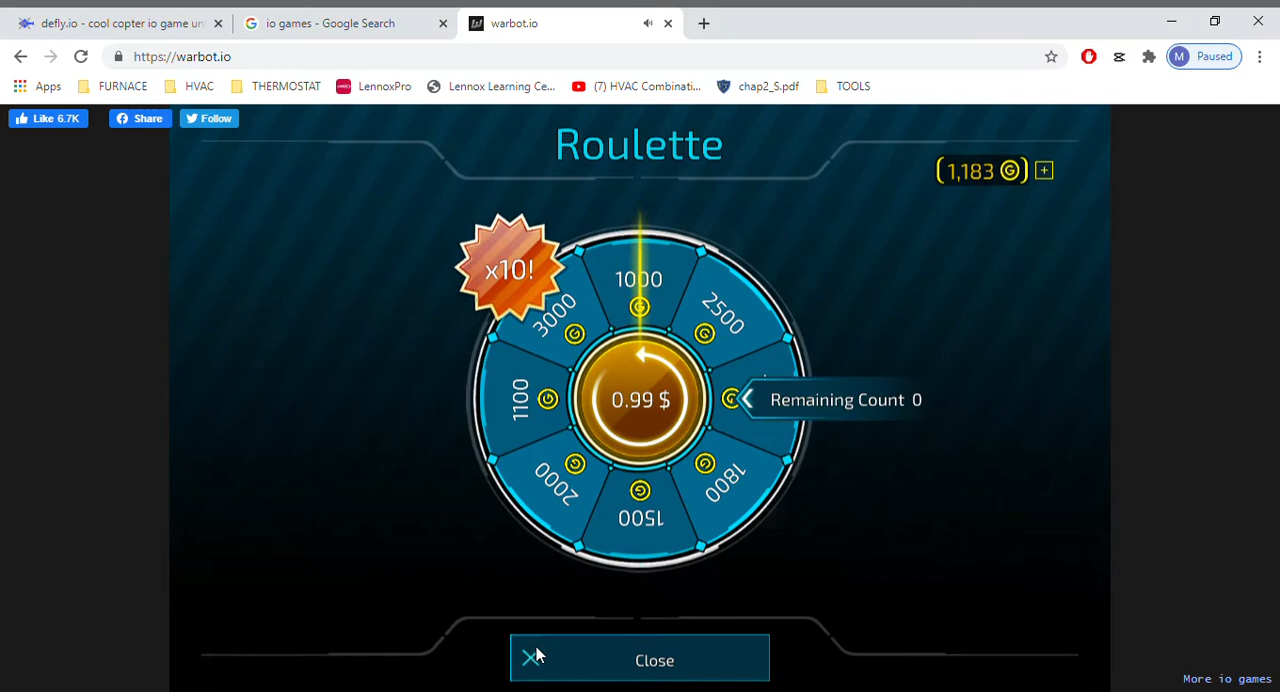 defly.io - cool copter io game un
io games - Google Search
warbot.io
https://warbot.io
M Paused
Apps
FURNACE
HVAC
THERMOSTAT
LennoxPro
Lennox Learning Ce...
(7) HVAC Combinati...
chap2_S.pdf
TOOLS
Like 6.7K
Share
Follow
Roulette
1,183 G
x10!
1000
2500
3000
1100
0.99 $
Remaining Count 0
2000
1800
1500
Close
More io games